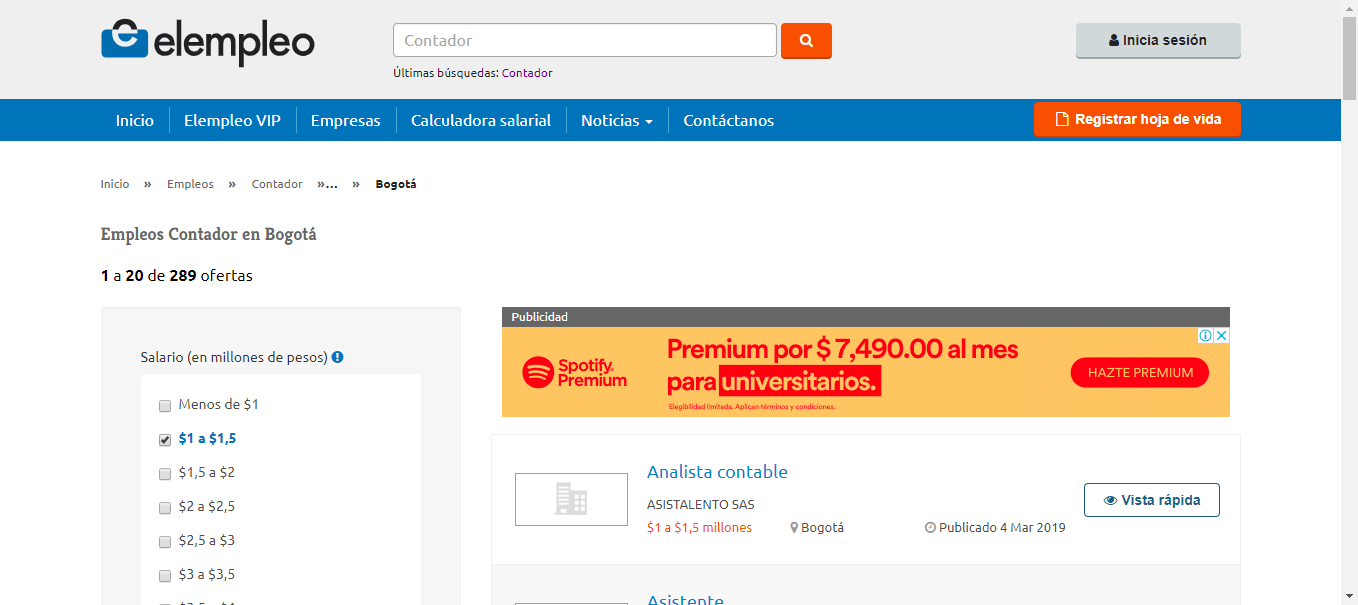 elempleo
Contador
Inicia sesión
Últimas búsquedas: Contador
Inicio Elempleo VIP Empresas Calculadora salarial Noticias Contáctanos Registrar hoja de vida
Inicio » Empleos » Contador »... » Bogotá
Empleos Contador en Bogotá
1 a 20 de 289 ofertas
Salario (en millones de pesos)
Menos de $1
$1 a $1,5
$1,5 a $2
$2 a $2,5
$2,5 a $3
$3 a $3,5
$3,5 a $4
Publicidad
Spotify
Premium
Premium por $ 7,490.00 al mes
para universitarios.
Elegibilidad limitada. Aplican términos y condiciones.
HAZTE PREMIUM
Analista contable
ASISTALENTO SAS
$1 a $1,5 millones Bogotá Publicado 4 Mar 2019
Vista rápida
Asistente